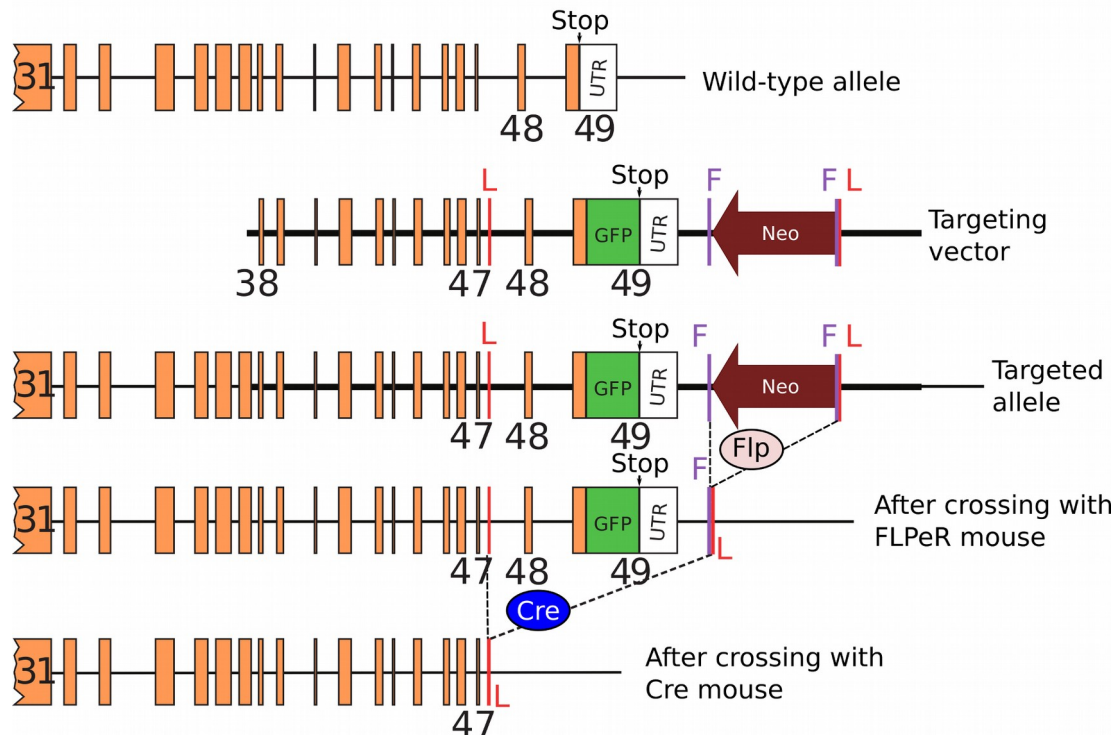 Stop
31
UTR
Wild-type allele
48
49
L
Stop
F
F
L
GFP
UTR
Neo
Targeting
vector
38
47
48
49
L
Stop
F
F
L
31
GFP
UTR
Neo
Targeted
allele
47
48
49
Flp
Stop
F
31
GFP
UTR
After crossing with
FLPeR mouse
L
47
48
49
Cre
31
After crossing with
Cre mouse
L
47